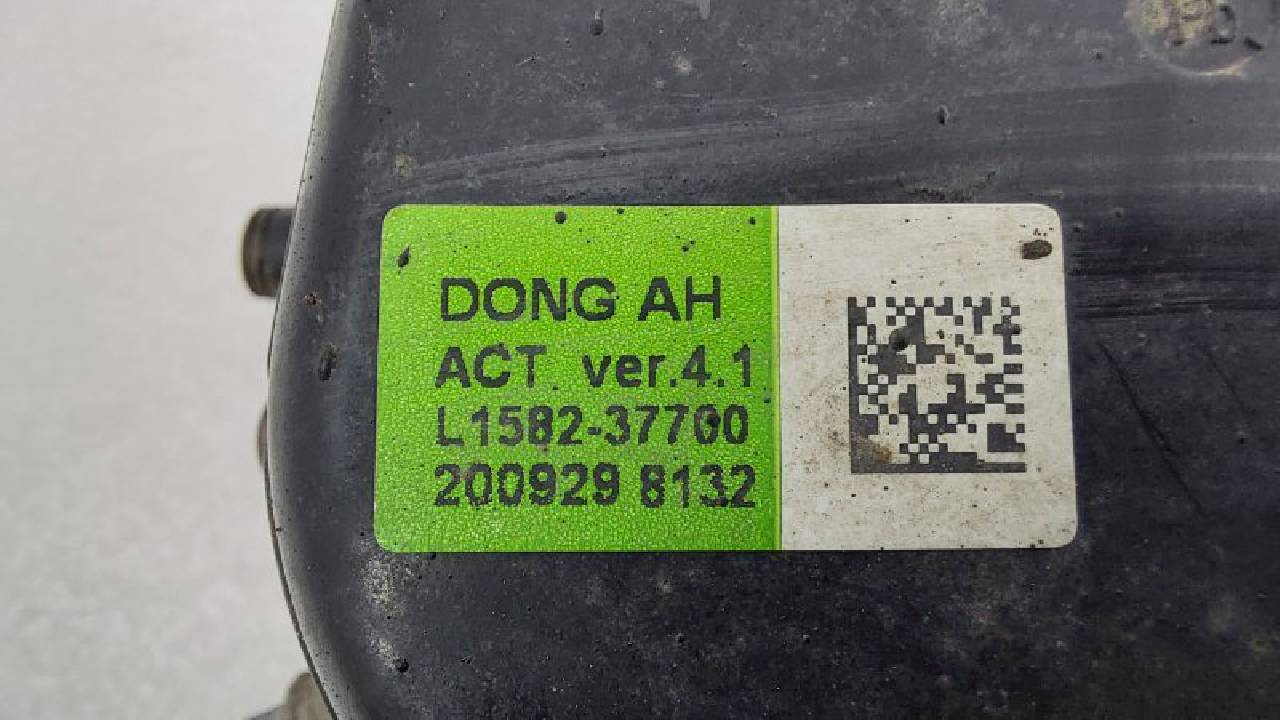 DONG AH
ACT ver.4.1
L1582-37700
200929 8132